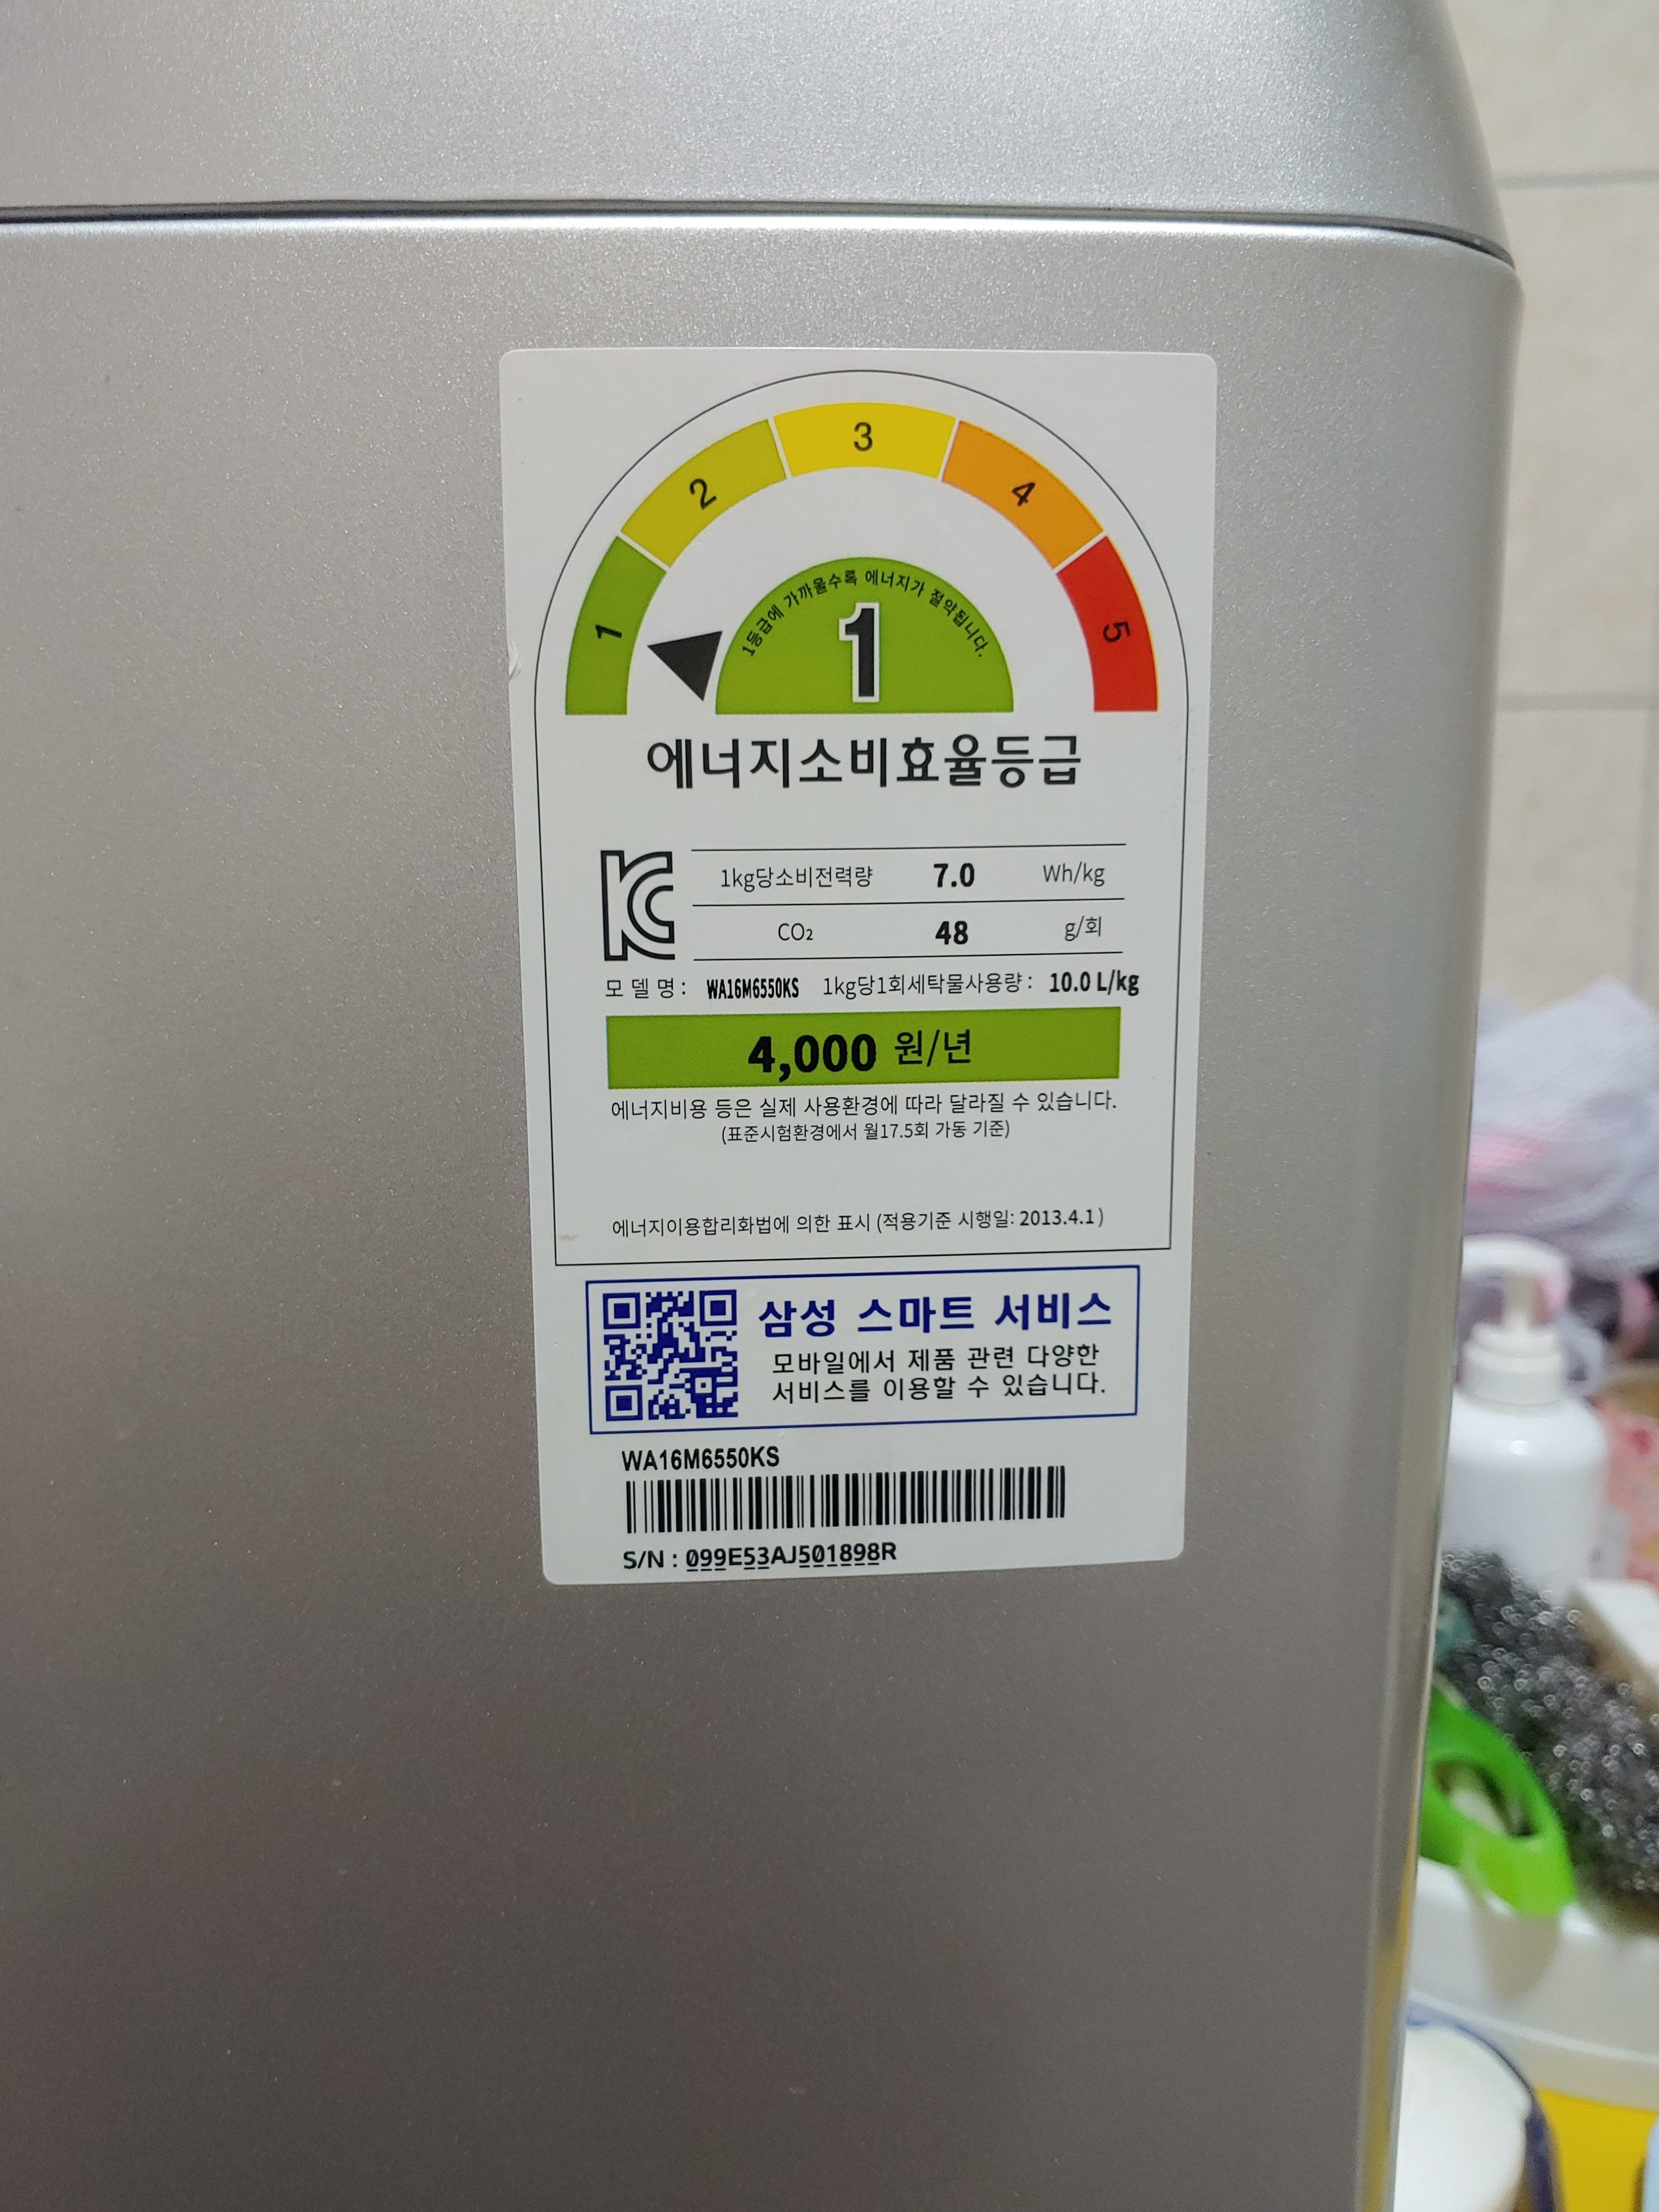 1 2 3 4 5
1등급에 가까울수록 에너지가 절약됩니다.
1
에너지소비효율등급
1kg당소비전력량 7.0 Wh/kg
CO₂ 48 g/회
모 델 명 : WA16M6550KS 1kg당1회세탁물사용량 : 10.0 L/kg
4,000 원/년
에너지비용 등은 실제 사용환경에 따라 달라질 수 있습니다.
(표준시험환경에서 월17.5회 가동 기준)
에너지이용합리화법에 의한 표시 (적용기준 시행일: 2013.4.1)
삼성 스마트 서비스
모바일에서 제품 관련 다양한
서비스를 이용할 수 있습니다.
WA16M6550KS
S/N : 099E53AJ501898R